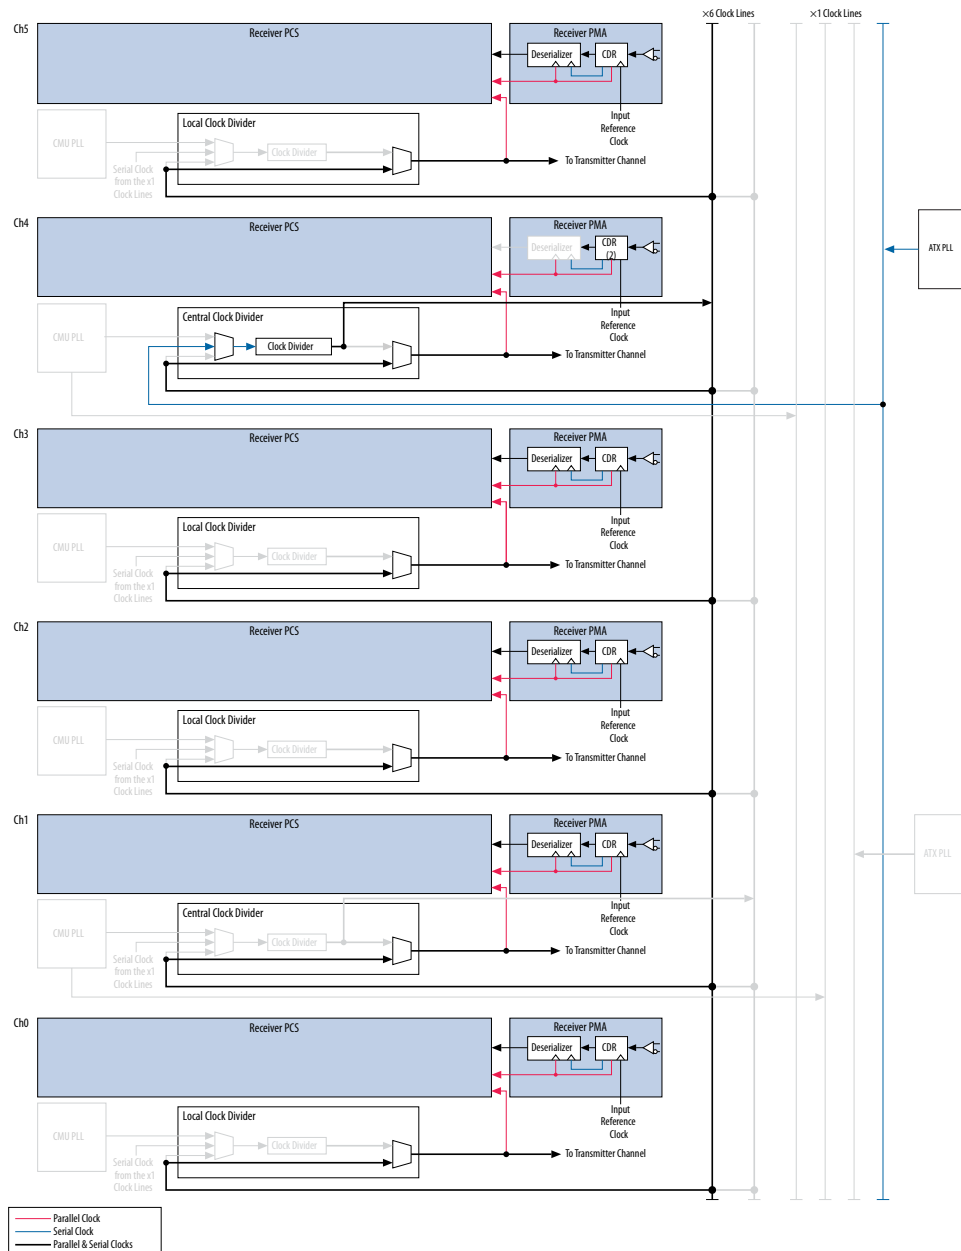 ×6 Clock Lines
×1 Clock Lines
Ch5
Receiver PCS
Receiver PMA
Deserializer
CDR
Input
Reference
Clock
CMU PLL
Local Clock Divider
Clock Divider
Serial Clock
from the x1
Clock Lines
To Transmitter Channel
Ch4
Receiver PCS
Receiver PMA
Deserializer
CDR
(2)
ATX PLL
Input
Reference
Clock
CMU PLL
Central Clock Divider
Clock Divider
To Transmitter Channel
Ch3
Receiver PCS
Receiver PMA
Deserializer
CDR
Input
Reference
Clock
CMU PLL
Local Clock Divider
Clock Divider
Serial Clock
from the x1
Clock Lines
To Transmitter Channel
Ch2
Receiver PCS
Receiver PMA
Deserializer
CDR
Input
Reference
Clock
CMU PLL
Local Clock Divider
Clock Divider
Serial Clock
from the x1
Clock Lines
To Transmitter Channel
Ch1
Receiver PCS
Receiver PMA
Deserializer
CDR
ATX PLL
Input
Reference
Clock
CMU PLL
Central Clock Divider
Clock Divider
Serial Clock
from the x1
Clock Lines
To Transmitter Channel
Ch0
Receiver PCS
Receiver PMA
Deserializer
CDR
Input
Reference
Clock
CMU PLL
Local Clock Divider
Clock Divider
Serial Clock
from the x1
Clock Lines
To Transmitter Channel
Parallel Clock
Serial Clock
Parallel & Serial Clocks